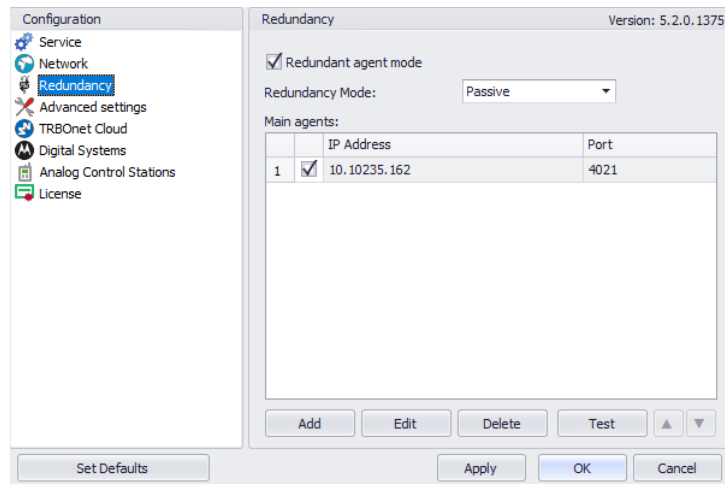 Configuration
Service
Network
Redundancy
Advanced settings
TRBOnet Cloud
Digital Systems
Analog Control Stations
License
Redundancy Version: 5.2.0.1375
Redundant agent mode
Redundancy Mode: Passive
Main agents:
IP Address Port
1 10.10235.162 4021
Add Edit Delete Test
Set Defaults Apply OK Cancel